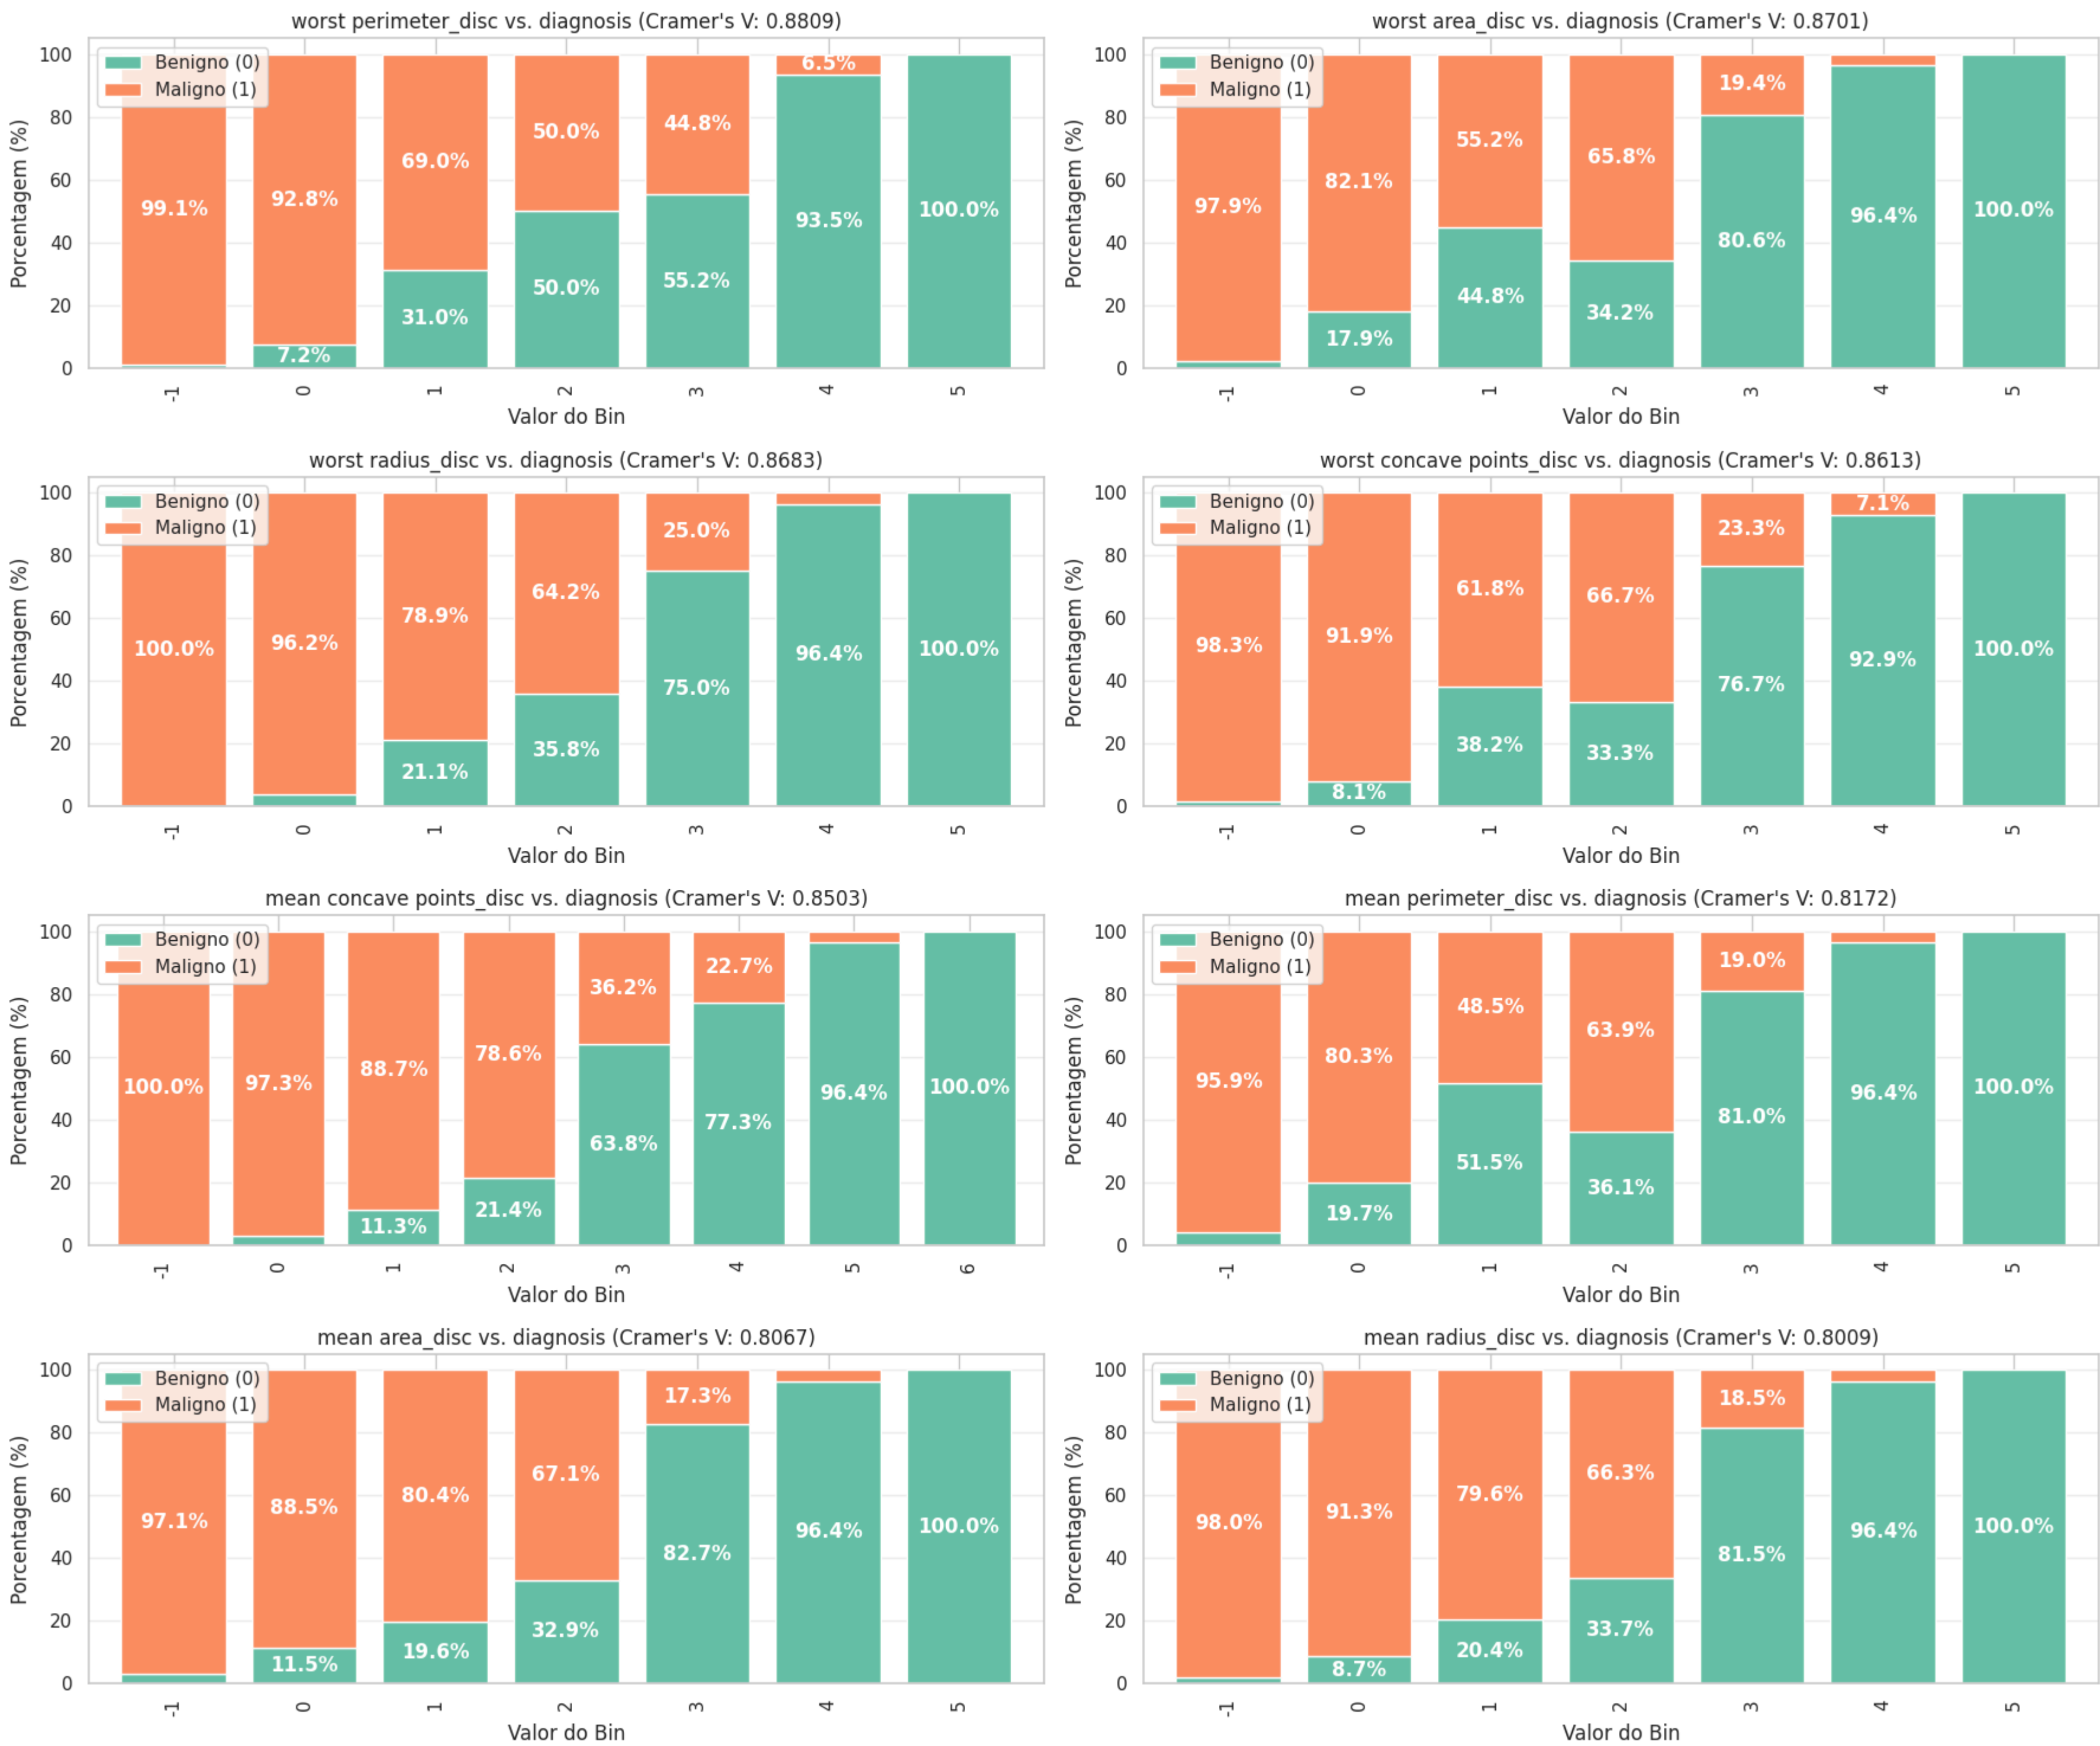 worst perimeter_disc vs. diagnosis (Cramer's V: 0.8809)
Benigno (0)
Maligno (1)
Porcentagem (%)
100
80
60
40
20
0
99.1%
92.8%
7.2%
69.0%
31.0%
50.0%
50.0%
44.8%
55.2%
6.5%
93.5%
100.0%
-1 0 1 2 3 4 5
Valor do Bin
worst area_disc vs. diagnosis (Cramer's V: 0.8701)
Benigno (0)
Maligno (1)
Porcentagem (%)
100
80
60
40
20
0
97.9%
82.1%
17.9%
55.2%
44.8%
65.8%
34.2%
19.4%
80.6%
96.4%
100.0%
-1 0 1 2 3 4 5
Valor do Bin
worst radius_disc vs. diagnosis (Cramer's V: 0.8683)
Benigno (0)
Maligno (1)
Porcentagem (%)
100
80
60
40
20
0
100.0%
96.2%
78.9%
21.1%
64.2%
35.8%
25.0%
75.0%
96.4%
100.0%
-1 0 1 2 3 4 5
Valor do Bin
worst concave points_disc vs. diagnosis (Cramer's V: 0.8613)
Benigno (0)
Maligno (1)
Porcentagem (%)
100
80
60
40
20
0
98.3%
91.9%
8.1%
61.8%
38.2%
66.7%
33.3%
23.3%
76.7%
7.1%
92.9%
100.0%
-1 0 1 2 3 4 5
Valor do Bin
mean concave points_disc vs. diagnosis (Cramer's V: 0.8503)
Benigno (0)
Maligno (1)
Porcentagem (%)
100
80
60
40
20
0
100.0%
97.3%
88.7%
11.3%
78.6%
21.4%
36.2%
63.8%
22.7%
77.3%
96.4%
100.0%
-1 0 1 2 3 4 5 6
Valor do Bin
mean perimeter_disc vs. diagnosis (Cramer's V: 0.8172)
Benigno (0)
Maligno (1)
Porcentagem (%)
100
80
60
40
20
0
95.9%
80.3%
19.7%
48.5%
51.5%
63.9%
36.1%
19.0%
81.0%
96.4%
100.0%
-1 0 1 2 3 4 5
Valor do Bin
mean area_disc vs. diagnosis (Cramer's V: 0.8067)
Benigno (0)
Maligno (1)
Porcentagem (%)
100
80
60
40
20
0
97.1%
88.5%
11.5%
80.4%
19.6%
67.1%
32.9%
17.3%
82.7%
96.4%
100.0%
-1 0 1 2 3 4 5
Valor do Bin
mean radius_disc vs. diagnosis (Cramer's V: 0.8009)
Benigno (0)
Maligno (1)
Porcentagem (%)
100
80
60
40
20
0
98.0%
91.3%
8.7%
79.6%
20.4%
66.3%
33.7%
18.5%
81.5%
96.4%
100.0%
-1 0 1 2 3 4 5
Valor do Bin